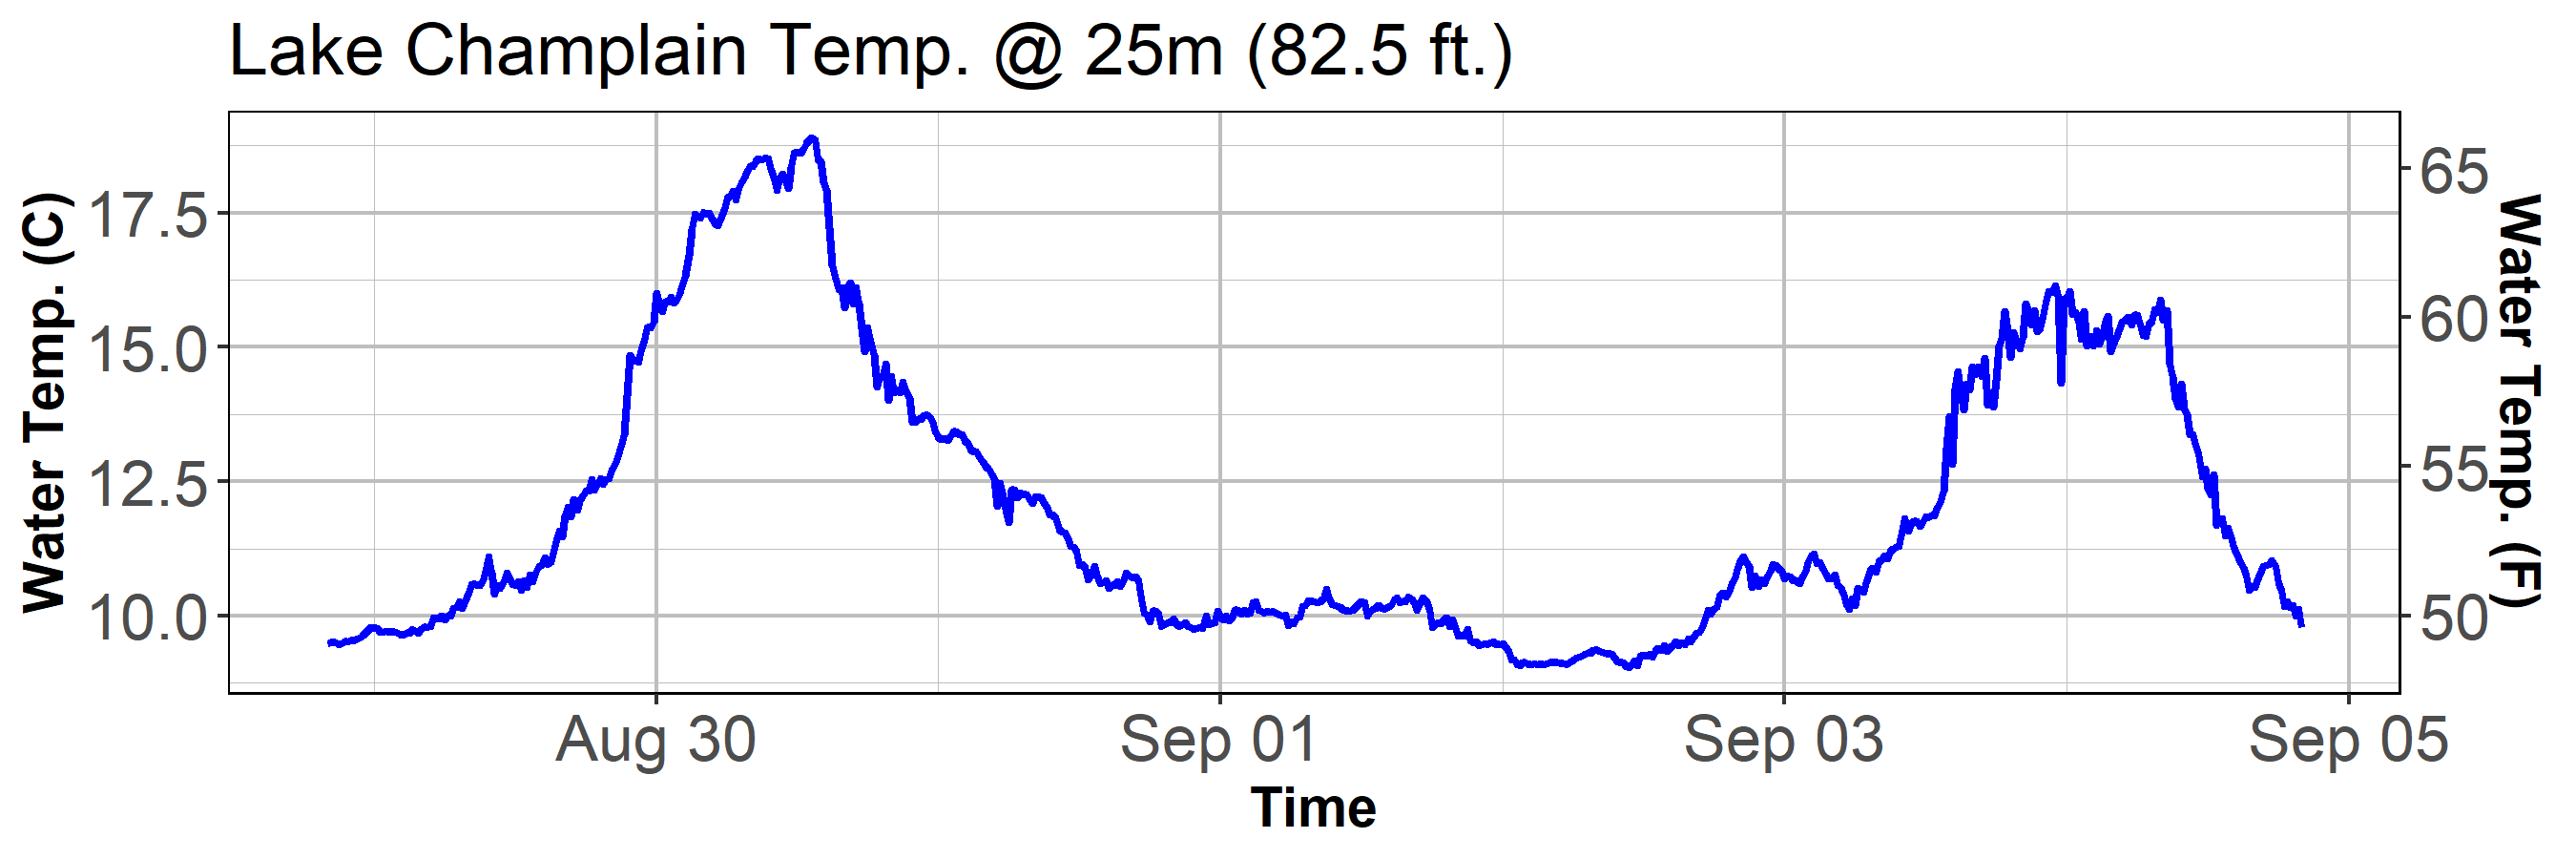 Lake Champlain Temp. @ 25m (82.5 ft.)
Water Temp. (C)
17.5
15.0
12.5
10.0
65
60
55
50
Water Temp. (F)
Aug 30 Sep 01 Sep 03 Sep 05
Time